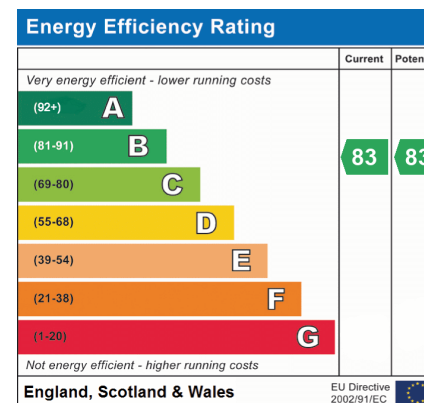 Energy Efficiency Rating
Current Poten
Very energy efficient - lower running costs
(92+) A
(81-91) B
83 83
(69-80) C
(55-68) D
(39-54) E
(21-38) F
(1-20) G
Not energy efficient - higher running costs
England, Scotland & Wales
EU Directive
2002/91/EC